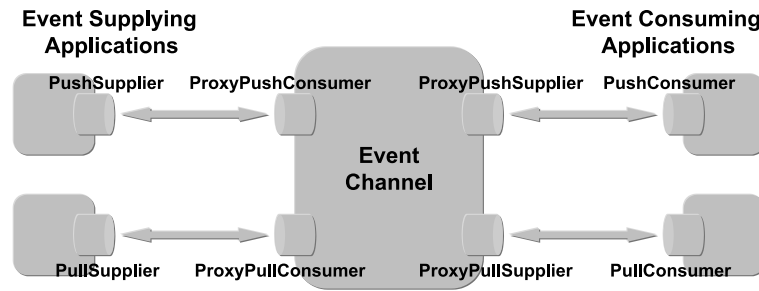 Event Supplying
Applications
Event Consuming
Applications
PushSupplier
ProxyPushConsumer
ProxyPushSupplier
PushConsumer
Event
Channel
PullSupplier
ProxyPullConsumer
ProxyPullSupplier
PullConsumer